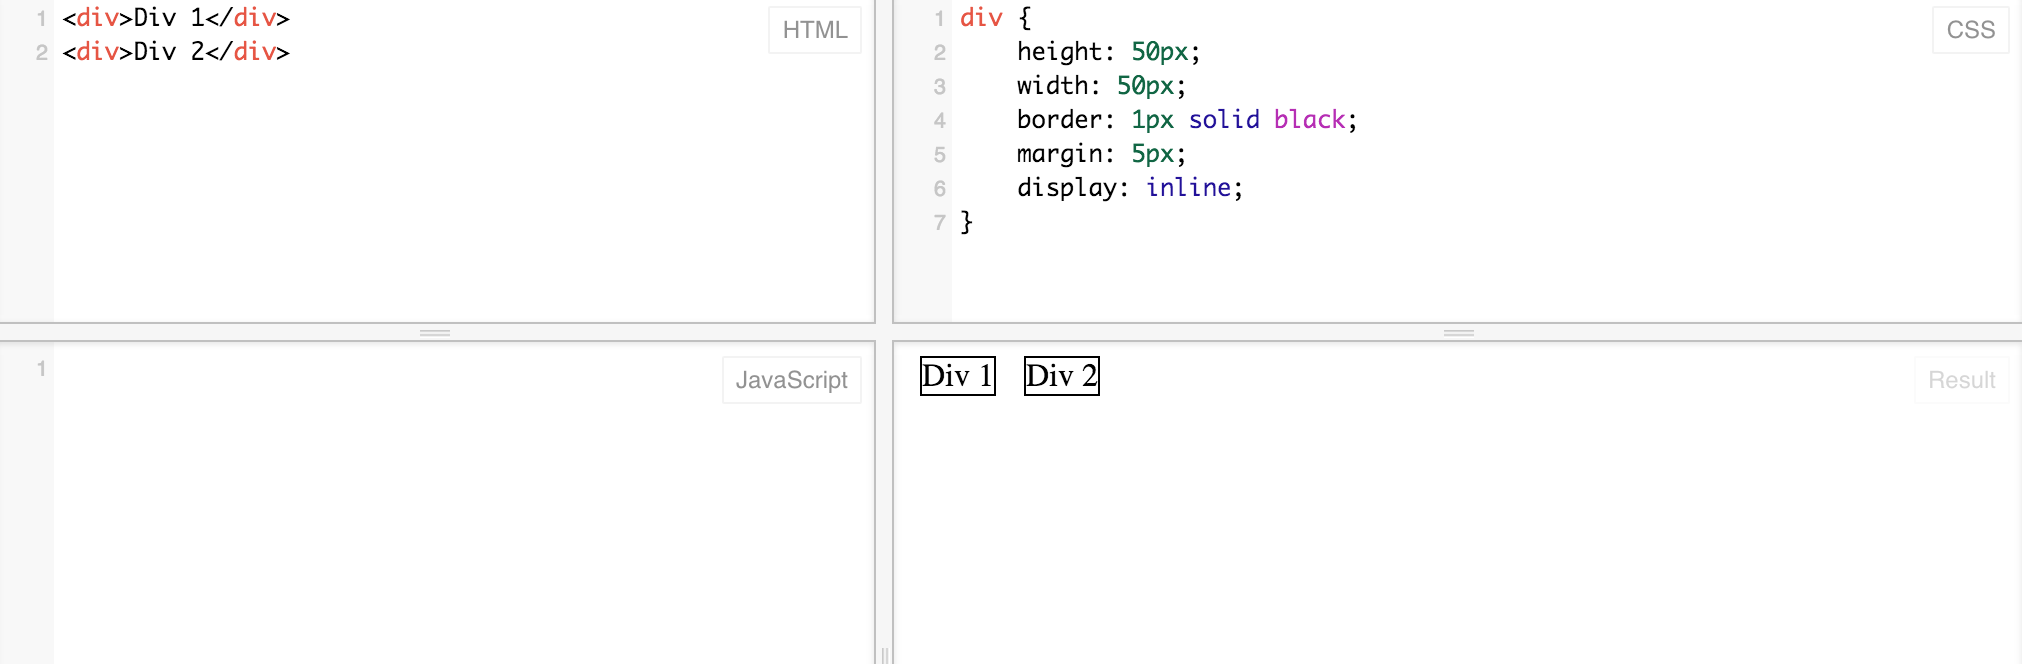 1 <div>Div 1</div>
2 <div>Div 2</div>
HTML
1 div {
2     height: 50px;
3     width: 50px;
4     border: 1px solid black;
5     margin: 5px;
6     display: inline;
7 }
CSS
1
JavaScript
Div 1 Div 2
Result